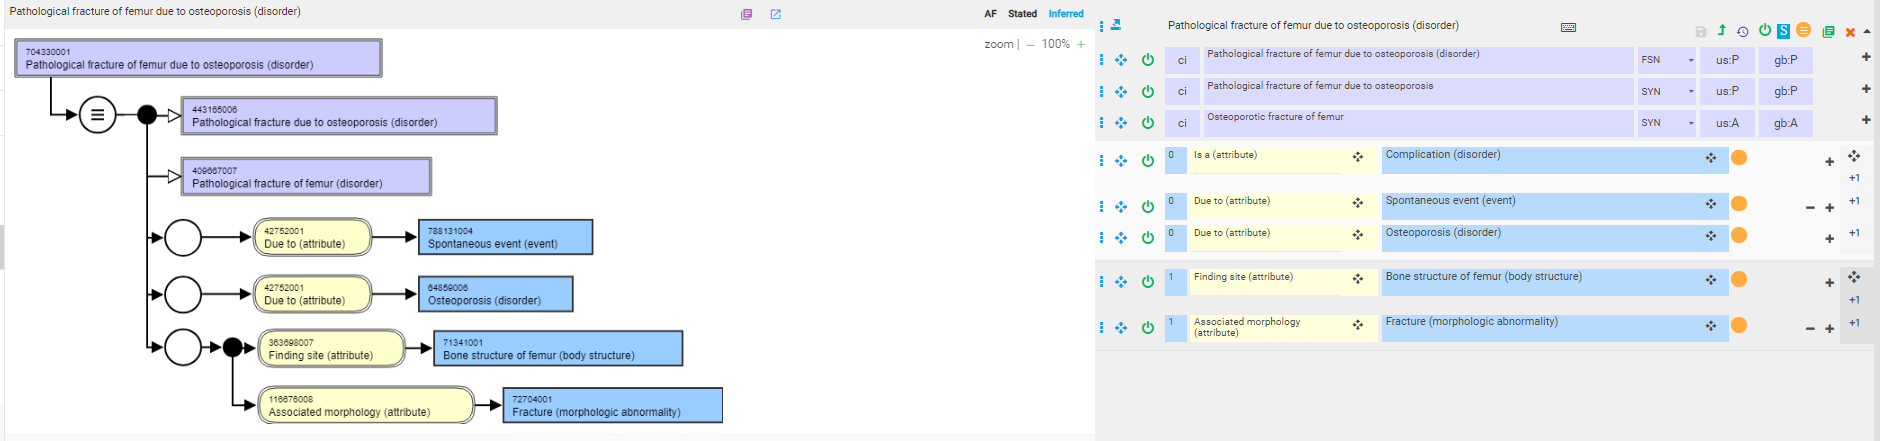 Pathological fracture of femur due to osteoporosis (disorder)
AF Stated Inferred
zoom | − 100% +
704330001
Pathological fracture of femur due to osteoporosis (disorder)
443165006
Pathological fracture due to osteoporosis (disorder)
409667007
Pathological fracture of femur (disorder)
42752001
Due to (attribute)
788131004
Spontaneous event (event)
42752001
Due to (attribute)
64859006
Osteoporosis (disorder)
363698007
Finding site (attribute)
71341001
Bone structure of femur (body structure)
116676008
Associated morphology (attribute)
72704001
Fracture (morphologic abnormality)
Pathological fracture of femur due to osteoporosis (disorder)
S
ci Pathological fracture of femur due to osteoporosis (disorder) FSN us:P gb:P
ci Pathological fracture of femur due to osteoporosis SYN us:P gb:P
ci Osteoporotic fracture of femur SYN us:A gb:A
0 Is a (attribute) Complication (disorder)
+1
0 Due to (attribute) Spontaneous event (event) +1
0 Due to (attribute) Osteoporosis (disorder) +1
1 Finding site (attribute) Bone structure of femur (body structure)
+1
1 Associated morphology Fracture (morphologic abnormality) +1
(attribute)